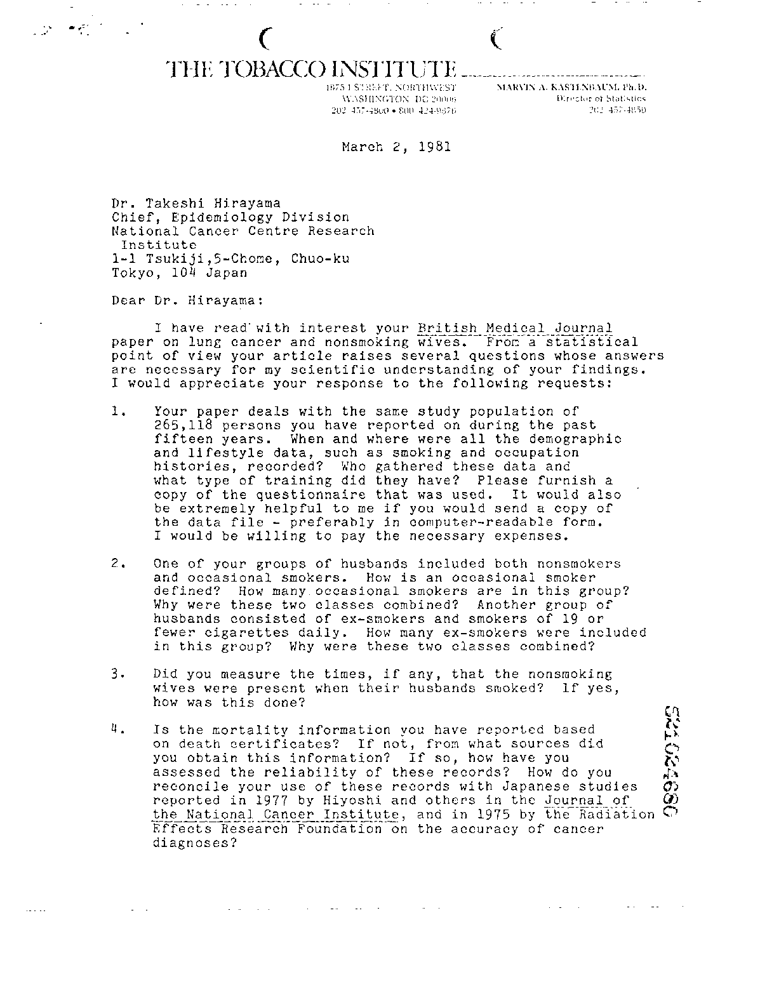 THE TOBACCO INSTITUTE
1875 I STREET, NORTHWEST
WASHINGTON, DC 20006
202 457-4800 • 800 424-9876
MARVIN A. KASTENBAUM, Ph.D.
Director of Statistics
202 457-4850
March 2, 1981
Dr. Takeshi Hirayama
Chief, Epidemiology Division
National Cancer Centre Research
Institute
1-1 Tsukiji,5-Chome, Chuo-ku
Tokyo, 104 Japan
Dear Dr. Hirayama:
I have read with interest your British Medical Journal
paper on lung cancer and nonsmoking wives. From a statistical
point of view your article raises several questions whose answers
are necessary for my scientific understanding of your findings.
I would appreciate your response to the following requests:
1. Your paper deals with the same study population of
265,118 persons you have reported on during the past
fifteen years. When and where were all the demographic
and lifestyle data, such as smoking and occupation
histories, recorded? Who gathered these data and
what type of training did they have? Please furnish a
copy of the questionnaire that was used. It would also
be extremely helpful to me if you would send a copy of
the data file - preferably in computer-readable form.
I would be willing to pay the necessary expenses.
2. One of your groups of husbands included both nonsmokers
and occasional smokers. How is an occasional smoker
defined? How many occasional smokers are in this group?
Why were these two classes combined? Another group of
husbands consisted of ex-smokers and smokers of 19 or
fewer cigarettes daily. How many ex-smokers were included
in this group? Why were these two classes combined?
3. Did you measure the times, if any, that the nonsmoking
wives were present when their husbands smoked? If yes,
how was this done?
4. Is the mortality information you have reported based
on death certificates? If not, from what sources did
you obtain this information? If so, how have you
assessed the reliability of these records? How do you
reconcile your use of these records with Japanese studies
reported in 1977 by Hiyoshi and others in the Journal of
the National Cancer Institute, and in 1975 by the Radiation
Effects Research Foundation on the accuracy of cancer
diagnoses?